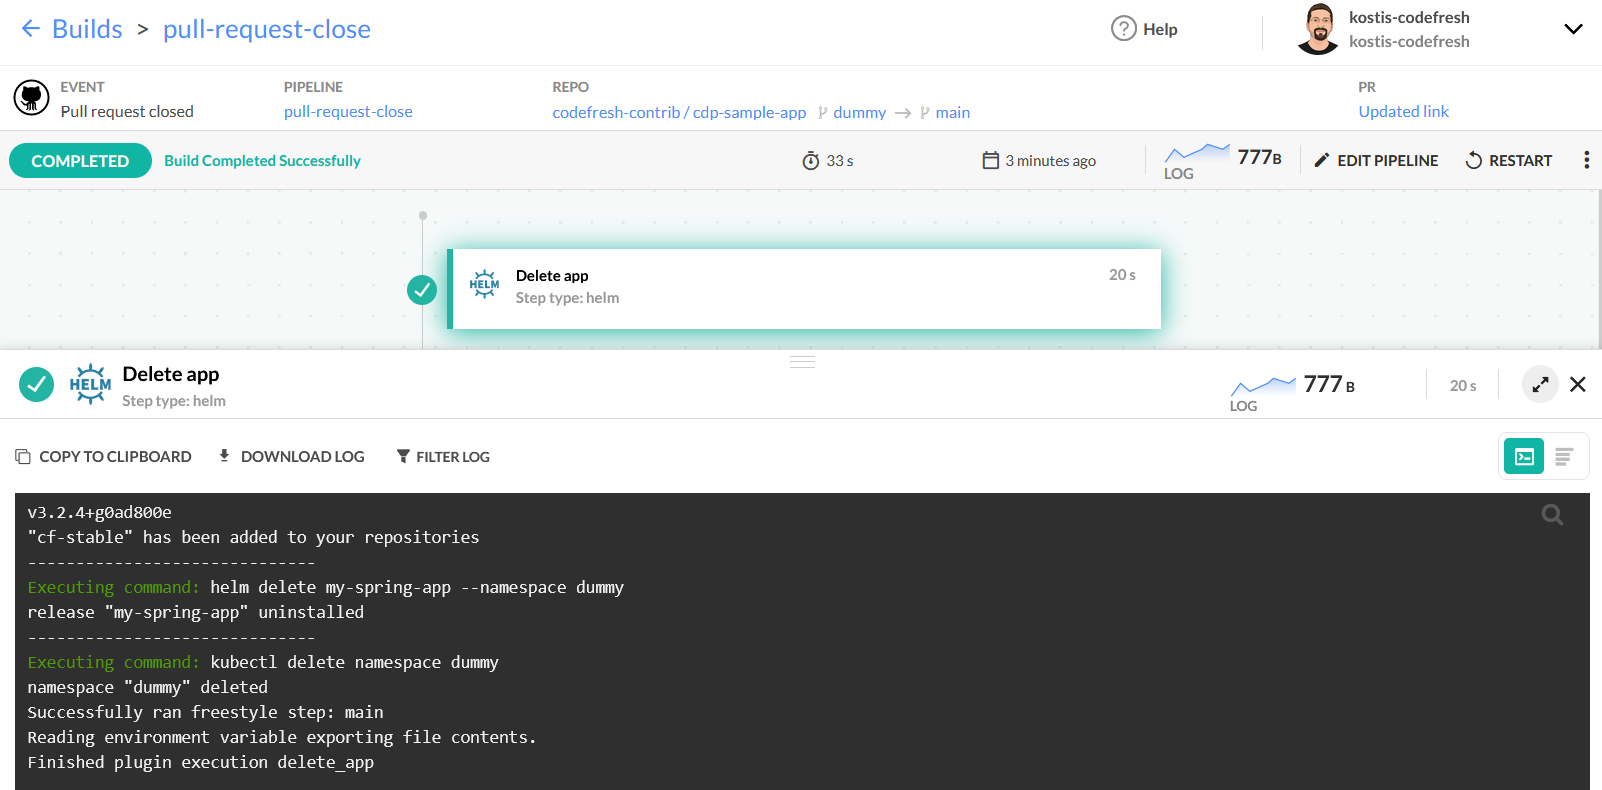 ← Builds > pull-request-close
? Help
kostis-codefresh
kostis-codefresh
EVENT
Pull request closed
PIPELINE
pull-request-close
REPO
codefresh-contrib / cdp-sample-app dummy → main
PR
Updated link
COMPLETED Build Completed Successfully
33 s
3 minutes ago
LOG
777B
EDIT PIPELINE
RESTART
HELM
Delete app
20 s
Step type: helm
HELM
Delete app
Step type: helm
LOG
777 B
20 s
COPY TO CLIPBOARD
DOWNLOAD LOG
FILTER LOG
v3.2.4+g0ad800e
"cf-stable" has been added to your repositories
------------------------------
Executing command: helm delete my-spring-app --namespace dummy
release "my-spring-app" uninstalled
------------------------------
Executing command: kubectl delete namespace dummy
namespace "dummy" deleted
Successfully ran freestyle step: main
Reading environment variable exporting file contents.
Finished plugin execution delete_app